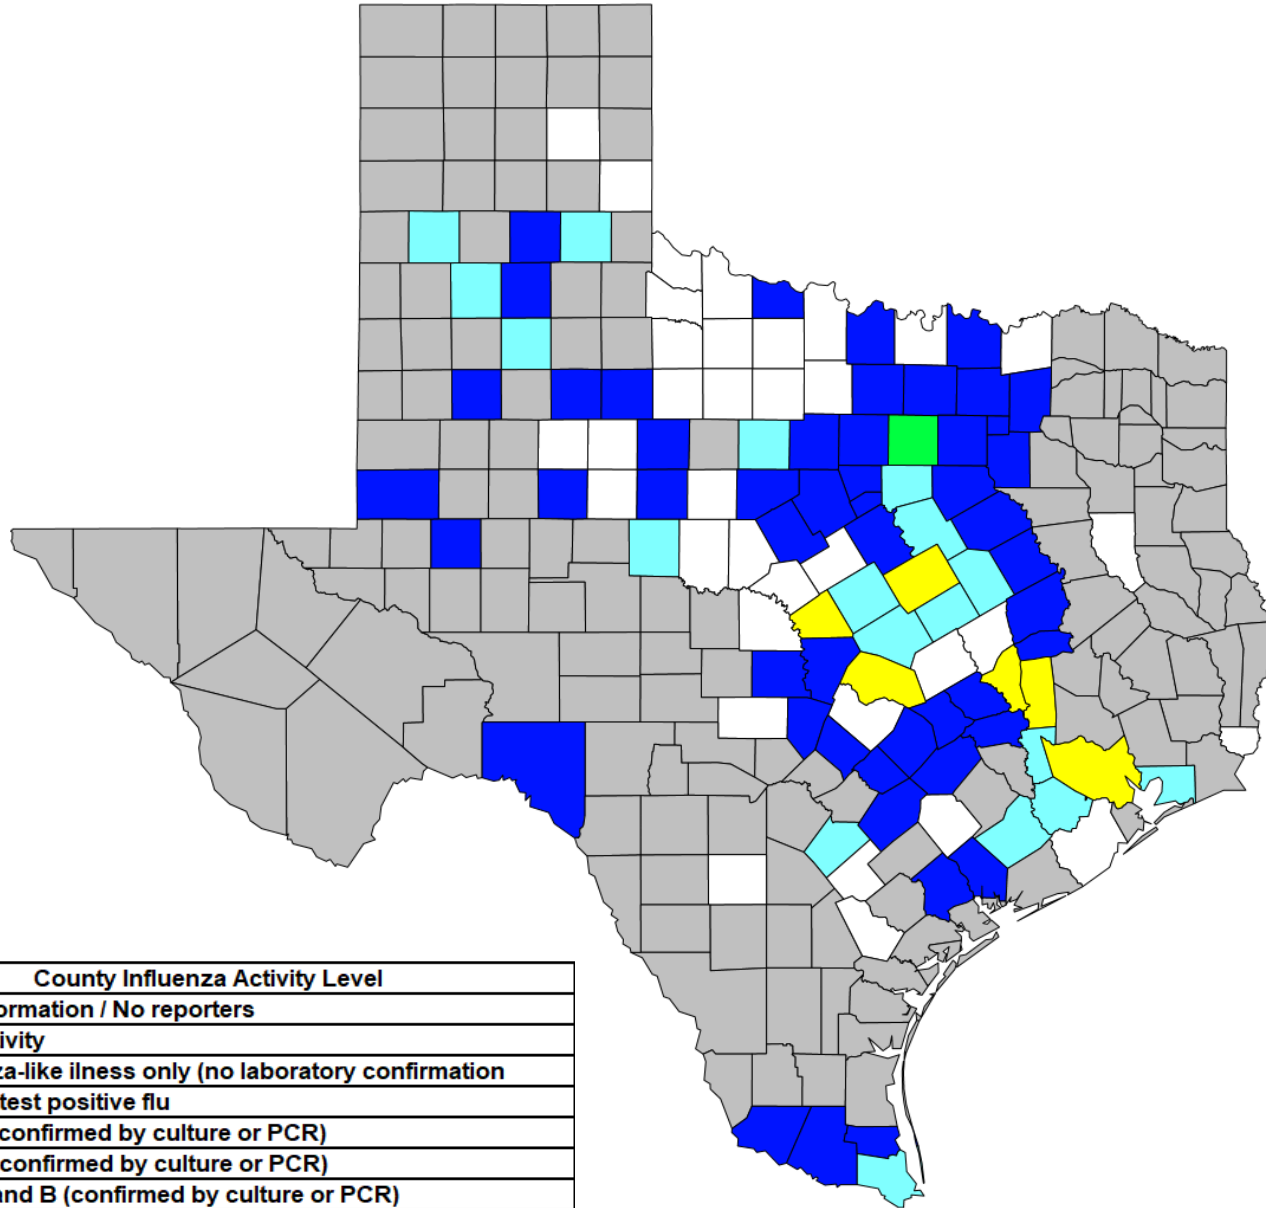 County Influenza Activity Level
ormation / No reporters
ivity
za-like ilness only (no laboratory confirmation
test positive flu
confirmed by culture or PCR)
confirmed by culture or PCR)
and B (confirmed by culture or PCR)